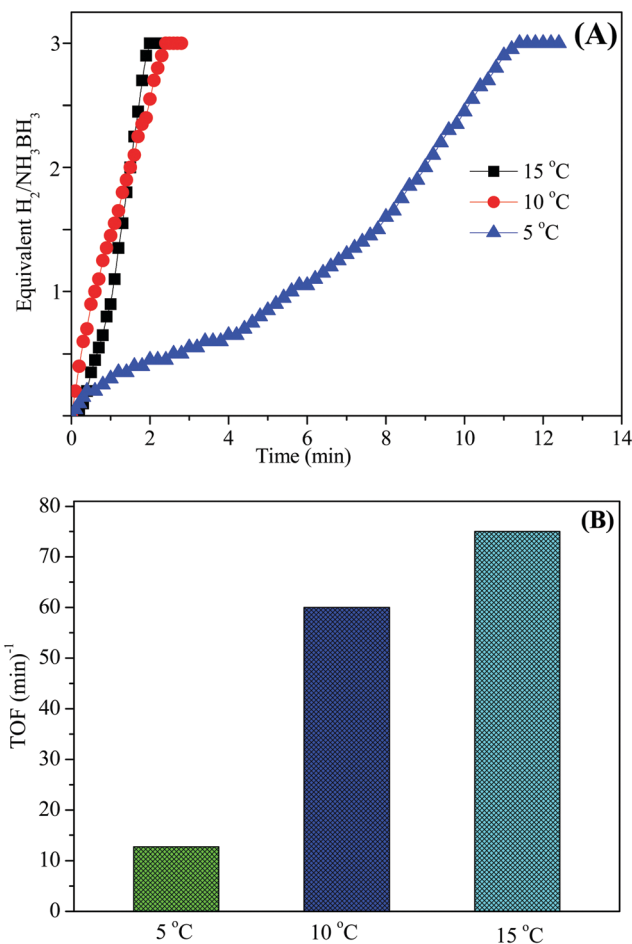 (A)
3
2
1
Equivalent H2/NH3BH3
15 °C
10 °C
5 °C
0 2 4 6 8 10 12 14
Time (min)
(B)
80
70
60
50
40
30
20
10
0
TOF (min)-1
5 °C 10 °C 15 °C